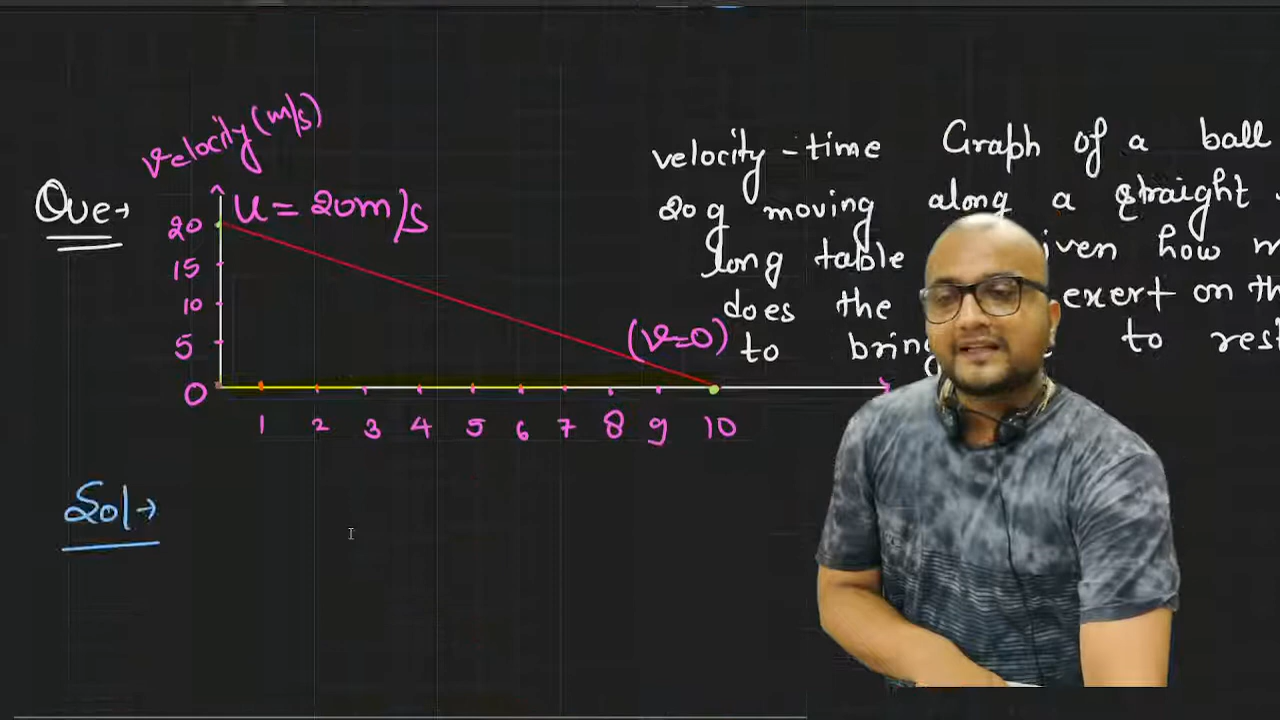 Velocity (m/s)
Que→
u = 20m/s
20
15
10
5
0
(v=0)
1 2 3 4 5 6 7 8 9 10
velocity - time Graph of a ball
20g moving along a straight
long table given how
does the exert on
to bring to rest
Sol→